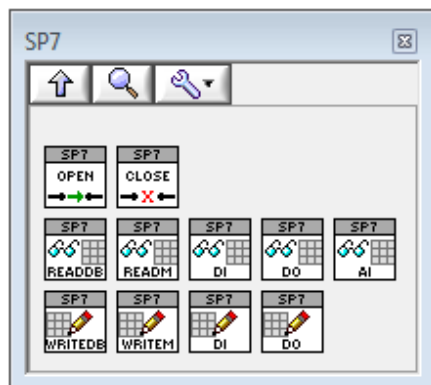 SP7
SP7 SP7
OPEN CLOSE
X
SP7 SP7 SP7 SP7 SP7
READDB READM DI DO AI
SP7 SP7 SP7 SP7
WRITEDB WRITEM DI DO